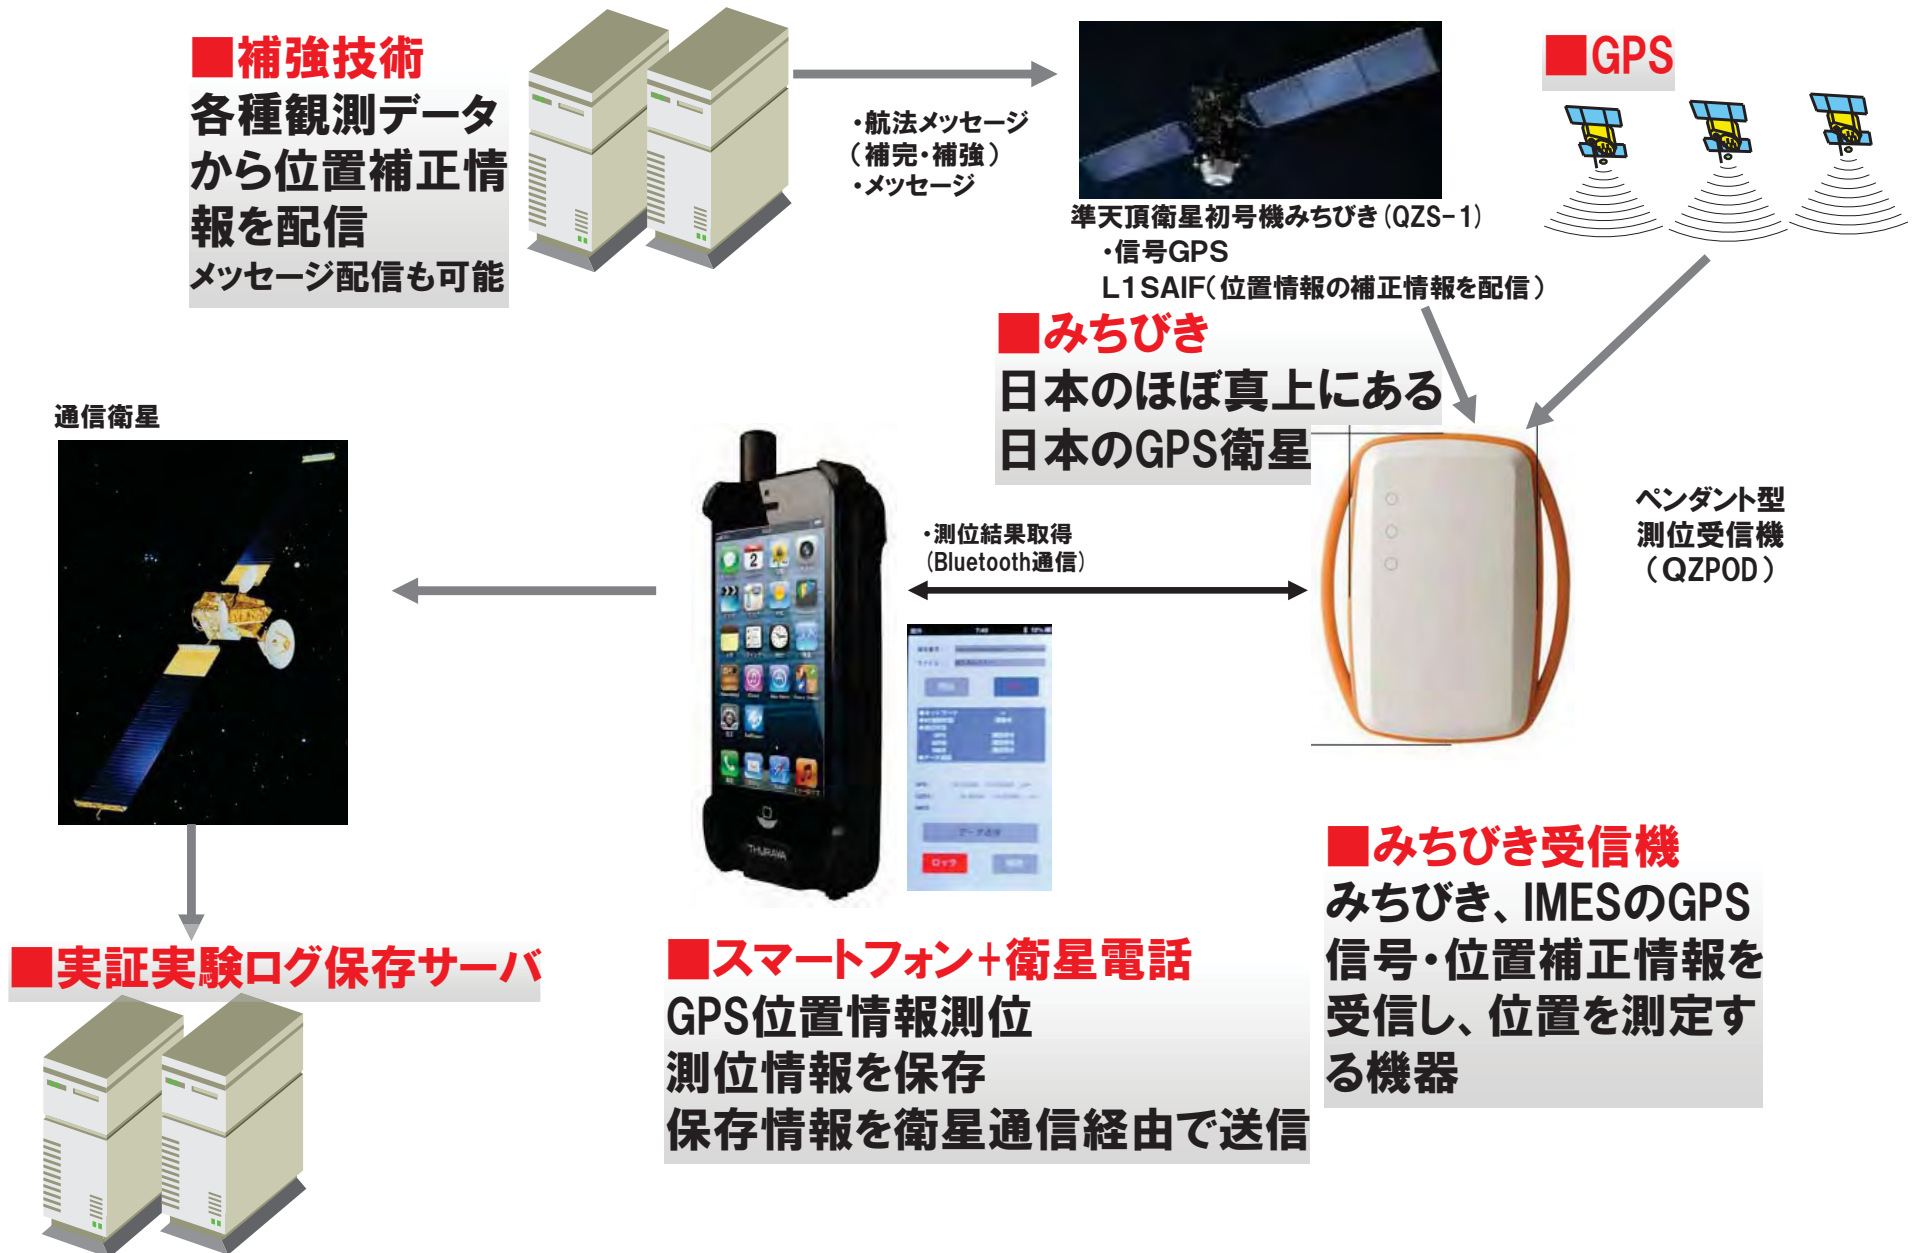 ■補強技術
各種観測データ
から位置補正情
報を配信
メッセージ配信も可能
・航法メッセージ
（補完・補強）
・メッセージ
準天頂衛星初号機みちびき(QZS-1)
・信号GPS
L1SAIF（位置情報の補正情報を配信）
■GPS
■みちびき
日本のほぼ真上にある
日本のGPS衛星
通信衛星
・測位結果取得
(Bluetooth通信)
ペンダント型
測位受信機
（QZPOD）
THURAYA
データ送信
ロック
■みちびき受信機
みちびき、IMESのGPS
信号・位置補正情報を
受信し、位置を測定す
る機器
■スマートフォン+衛星電話
GPS位置情報測位
測位情報を保存
保存情報を衛星通信経由で送信
■実証実験ログ保存サーバ